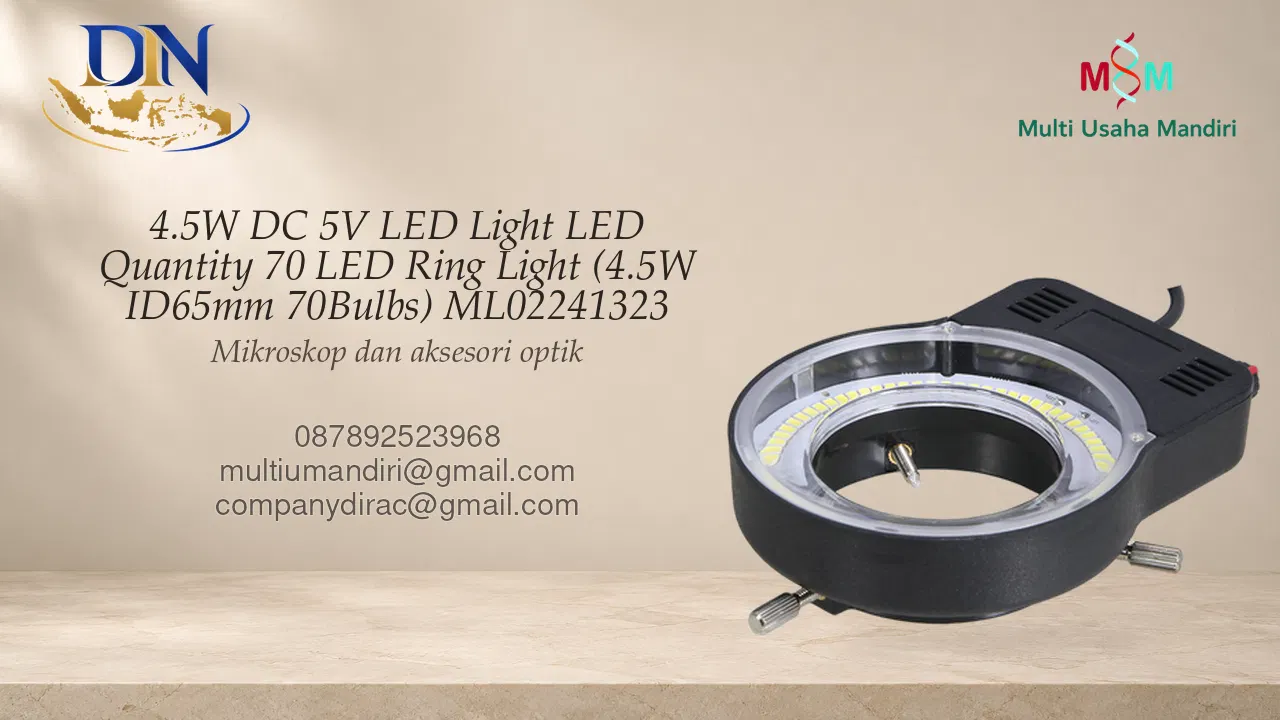 DN
M M
Multi Usaha Mandiri
4.5W DC 5V LED Light LED
Quantity 70 LED Ring Light (4.5W
ID65mm 70Bulbs) ML02241323
Mikroskop dan aksesori optik
087892523968
multiumandiri@gmail.com
companydirac@gmail.com